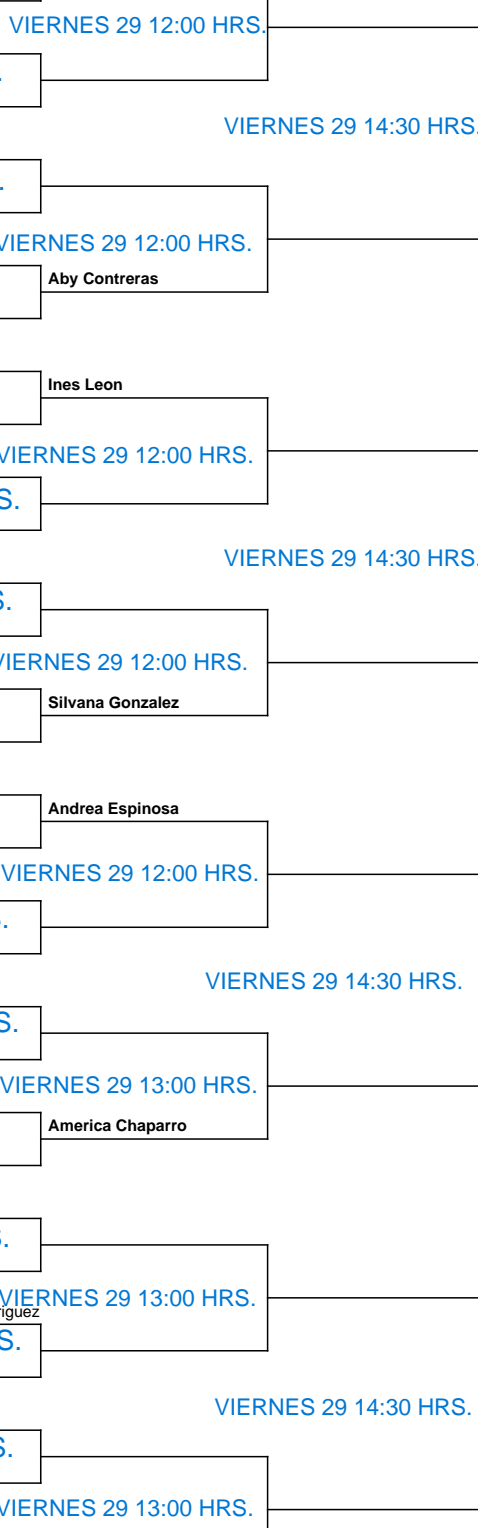 VIERNES 29 12:00 HRS.
VIERNES 29 14:30 HRS.
VIERNES 29 12:00 HRS.
Aby Contreras
Ines Leon
VIERNES 29 12:00 HRS.
S.
VIERNES 29 14:30 HRS.
S.
VIERNES 29 12:00 HRS.
Silvana Gonzalez
Andrea Espinosa
VIERNES 29 12:00 HRS.
VIERNES 29 14:30 HRS.
S.
VIERNES 29 13:00 HRS.
America Chaparro
S.
VIERNES 29 13:00 HRS.
riguez
S.
VIERNES 29 14:30 HRS.
S.
VIERNES 29 13:00 HRS.